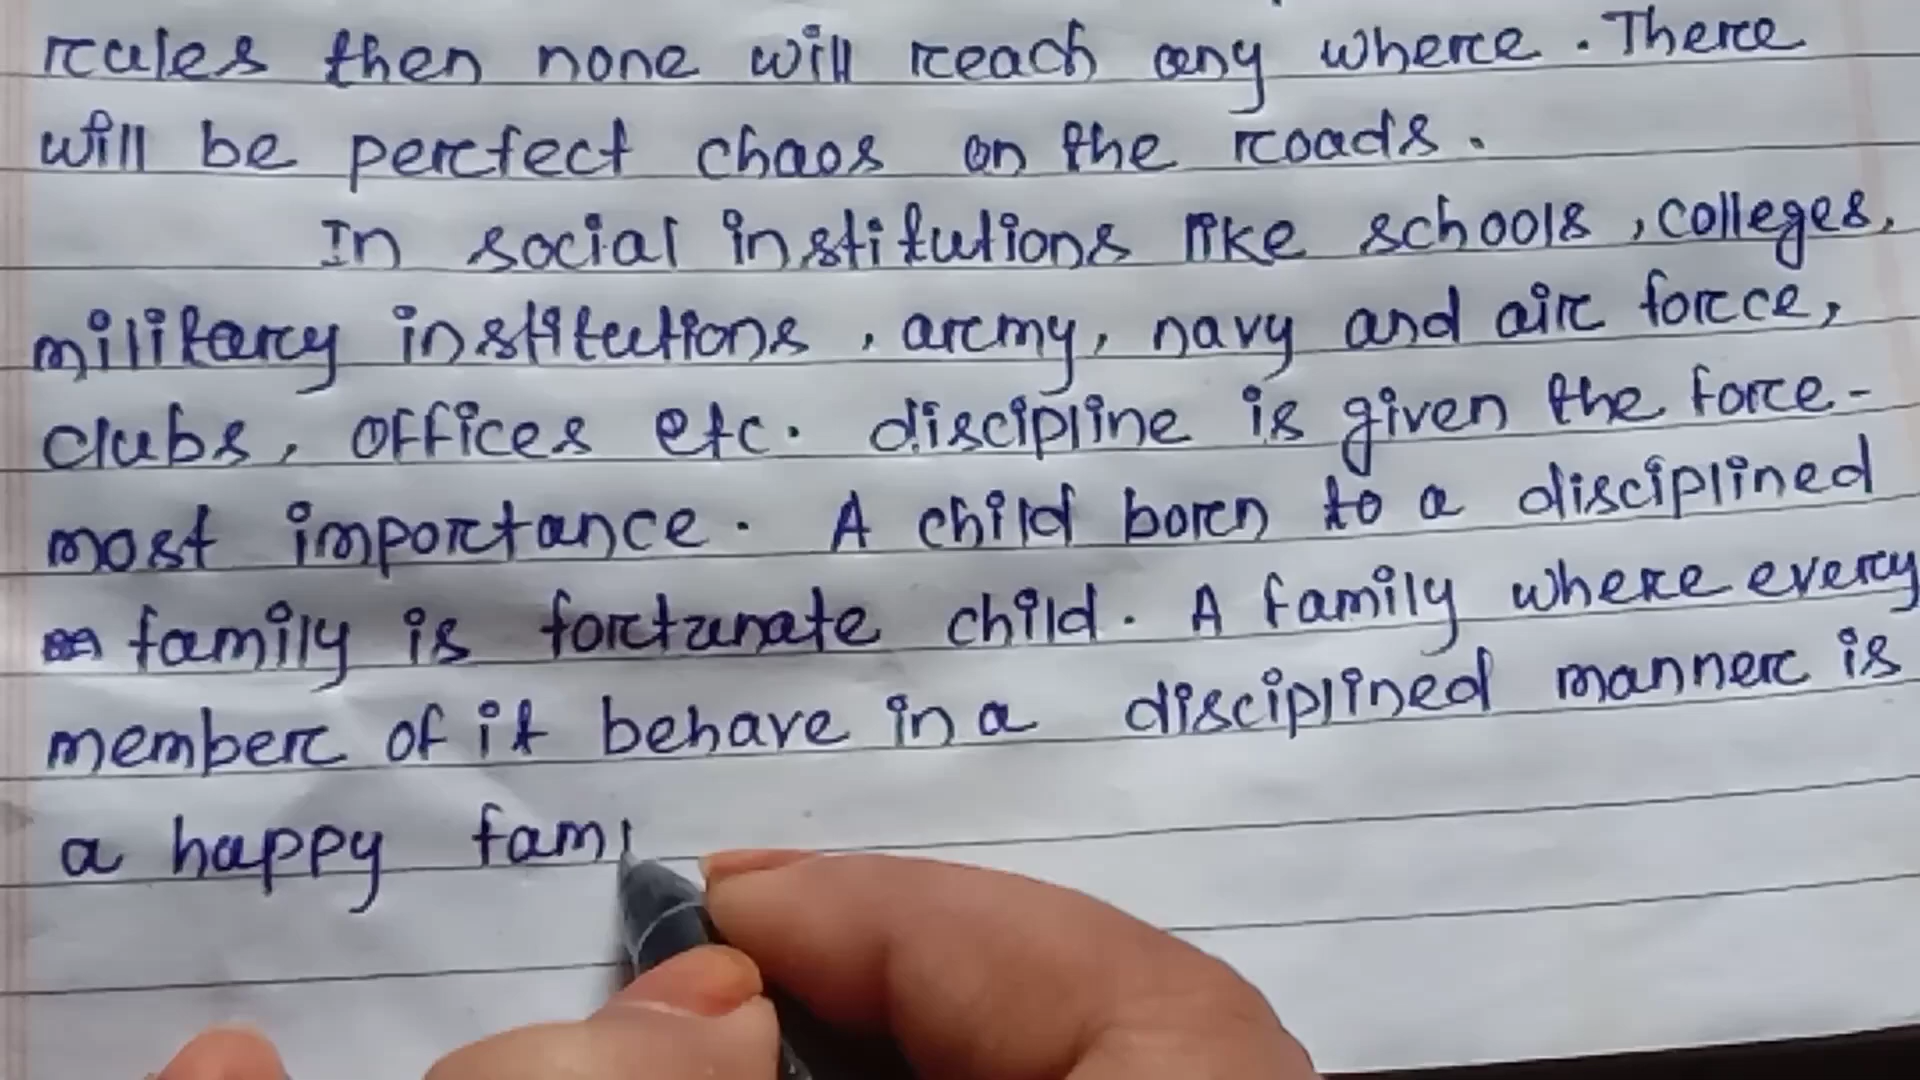 rules then none will reach any where. There
will be perfect chaos on the roads.
In social institutions like schools, colleges,
military institutions, army, navy and air force,
clubs, offices etc. discipline is given the force-
most importance. A child born to a disciplined
family is fortunate child. A family where every
member of it behave in a disciplined manner is
a happy fami